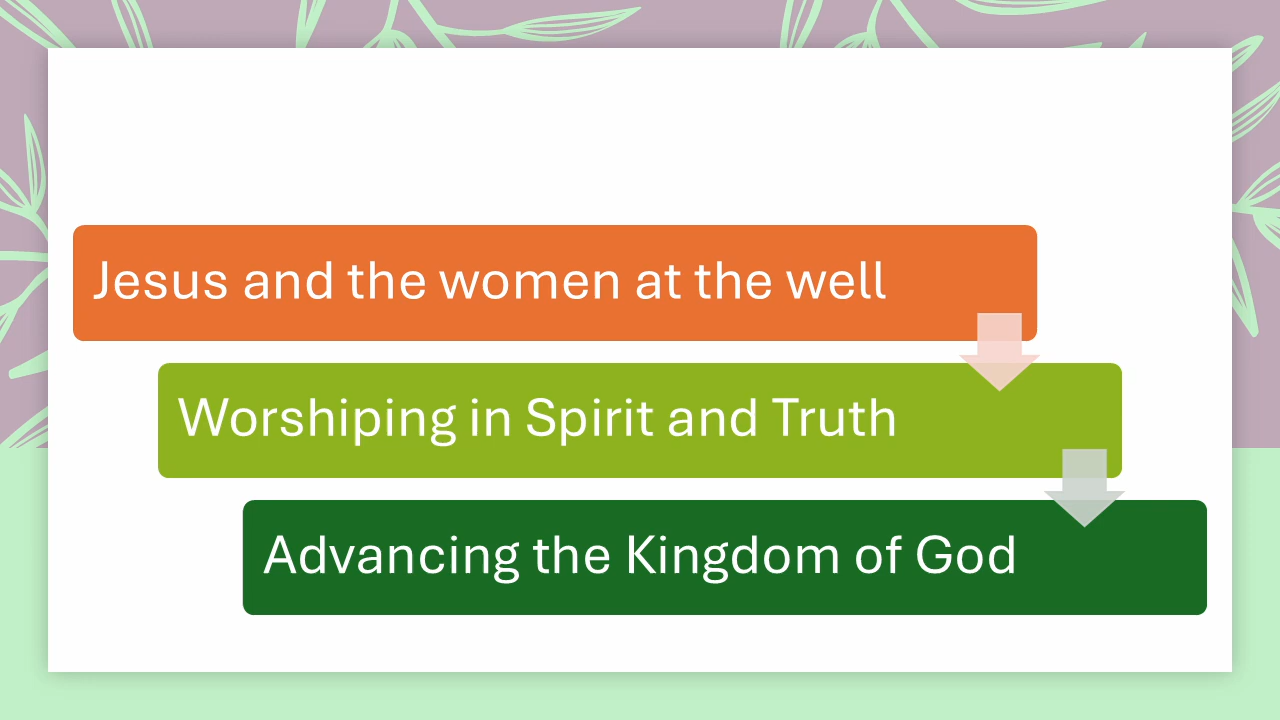 Jesus and the women at the well
Worshiping in Spirit and Truth
Advancing the Kingdom of God